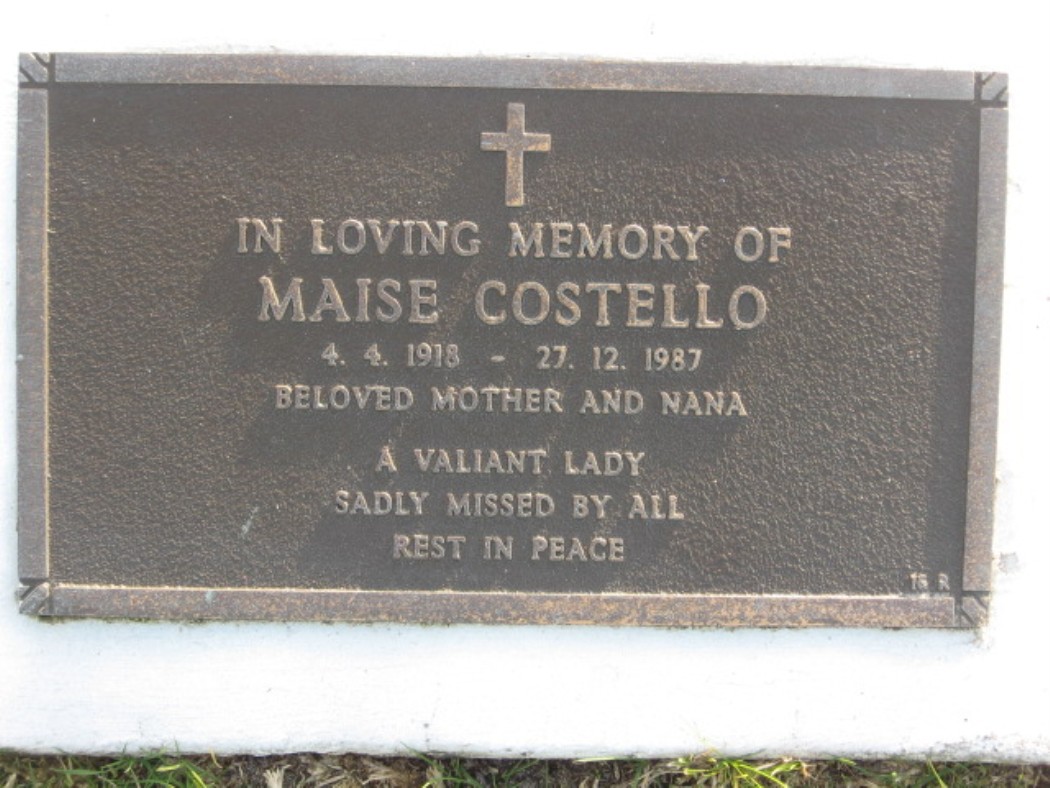 IN LOVING MEMORY OF
MAISE COSTELLO
4. 4. 1918 - 27. 12. 1987
BELOVED MOTHER AND NANA
A VALIANT LADY
SADLY MISSED BY ALL
REST IN PEACE